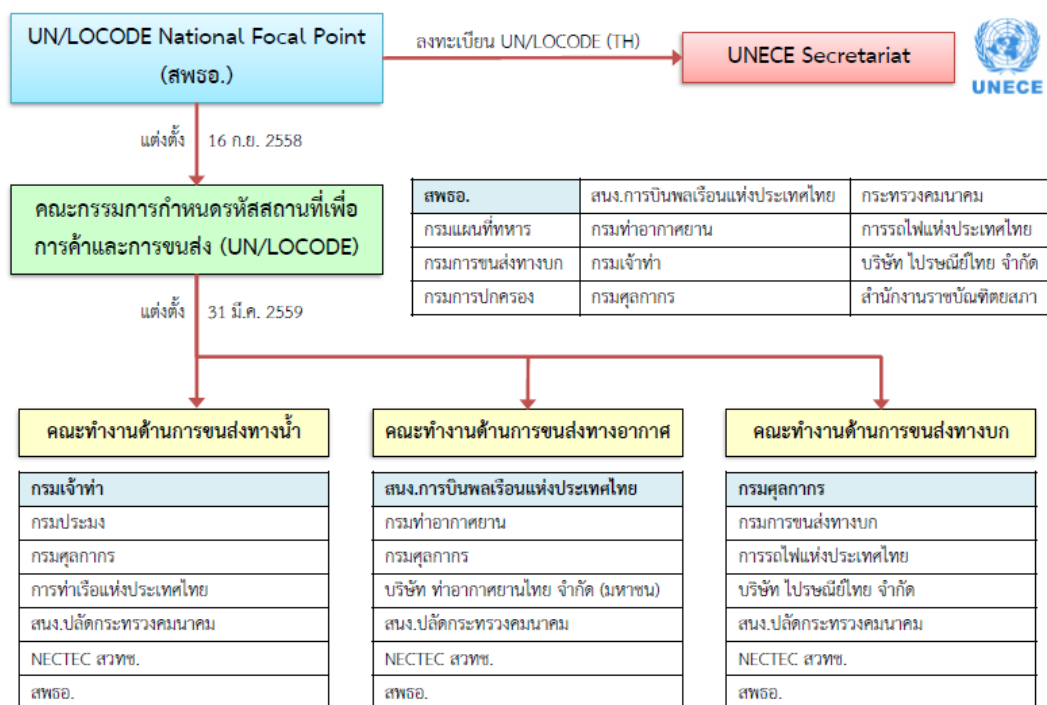 UN/LOCODE National Focal Point
(สพธอ.)
ลงทะเบียน UN/LOCODE (TH)
UNECE Secretariat
UNECE
แต่งตั้ง 16 ก.ย. 2558
คณะกรรมการกำหนดรหัสสถานที่เพื่อ
การค้าและการขนส่ง (UN/LOCODE)
สพธอ. สนง.การบินพลเรือนแห่งประเทศไทย กระทรวงคมนาคม
กรมแผนที่ทหาร กรมท่าอากาศยาน การรถไฟแห่งประเทศไทย
กรมการขนส่งทางบก กรมเจ้าท่า บริษัท ไปรษณีย์ไทย จำกัด
กรมการปกครอง กรมศุลกากร สำนักงานราชบัณฑิตยสภา
แต่งตั้ง 31 มี.ค. 2559
คณะทำงานด้านการขนส่งทางน้ำ
กรมเจ้าท่า
กรมประมง
กรมศุลกากร
การท่าเรือแห่งประเทศไทย
สนง.ปลัดกระทรวงคมนาคม
NECTEC สวทช.
สพธอ.
คณะทำงานด้านการขนส่งทางอากาศ
สนง.การบินพลเรือนแห่งประเทศไทย
กรมท่าอากาศยาน
กรมศุลกากร
บริษัท ท่าอากาศยานไทย จำกัด (มหาชน)
สนง.ปลัดกระทรวงคมนาคม
NECTEC สวทช.
สพธอ.
คณะทำงานด้านการขนส่งทางบก
กรมศุลกากร
กรมการขนส่งทางบก
การรถไฟแห่งประเทศไทย
บริษัท ไปรษณีย์ไทย จำกัด
สนง.ปลัดกระทรวงคมนาคม
NECTEC สวทช.
สพธอ.